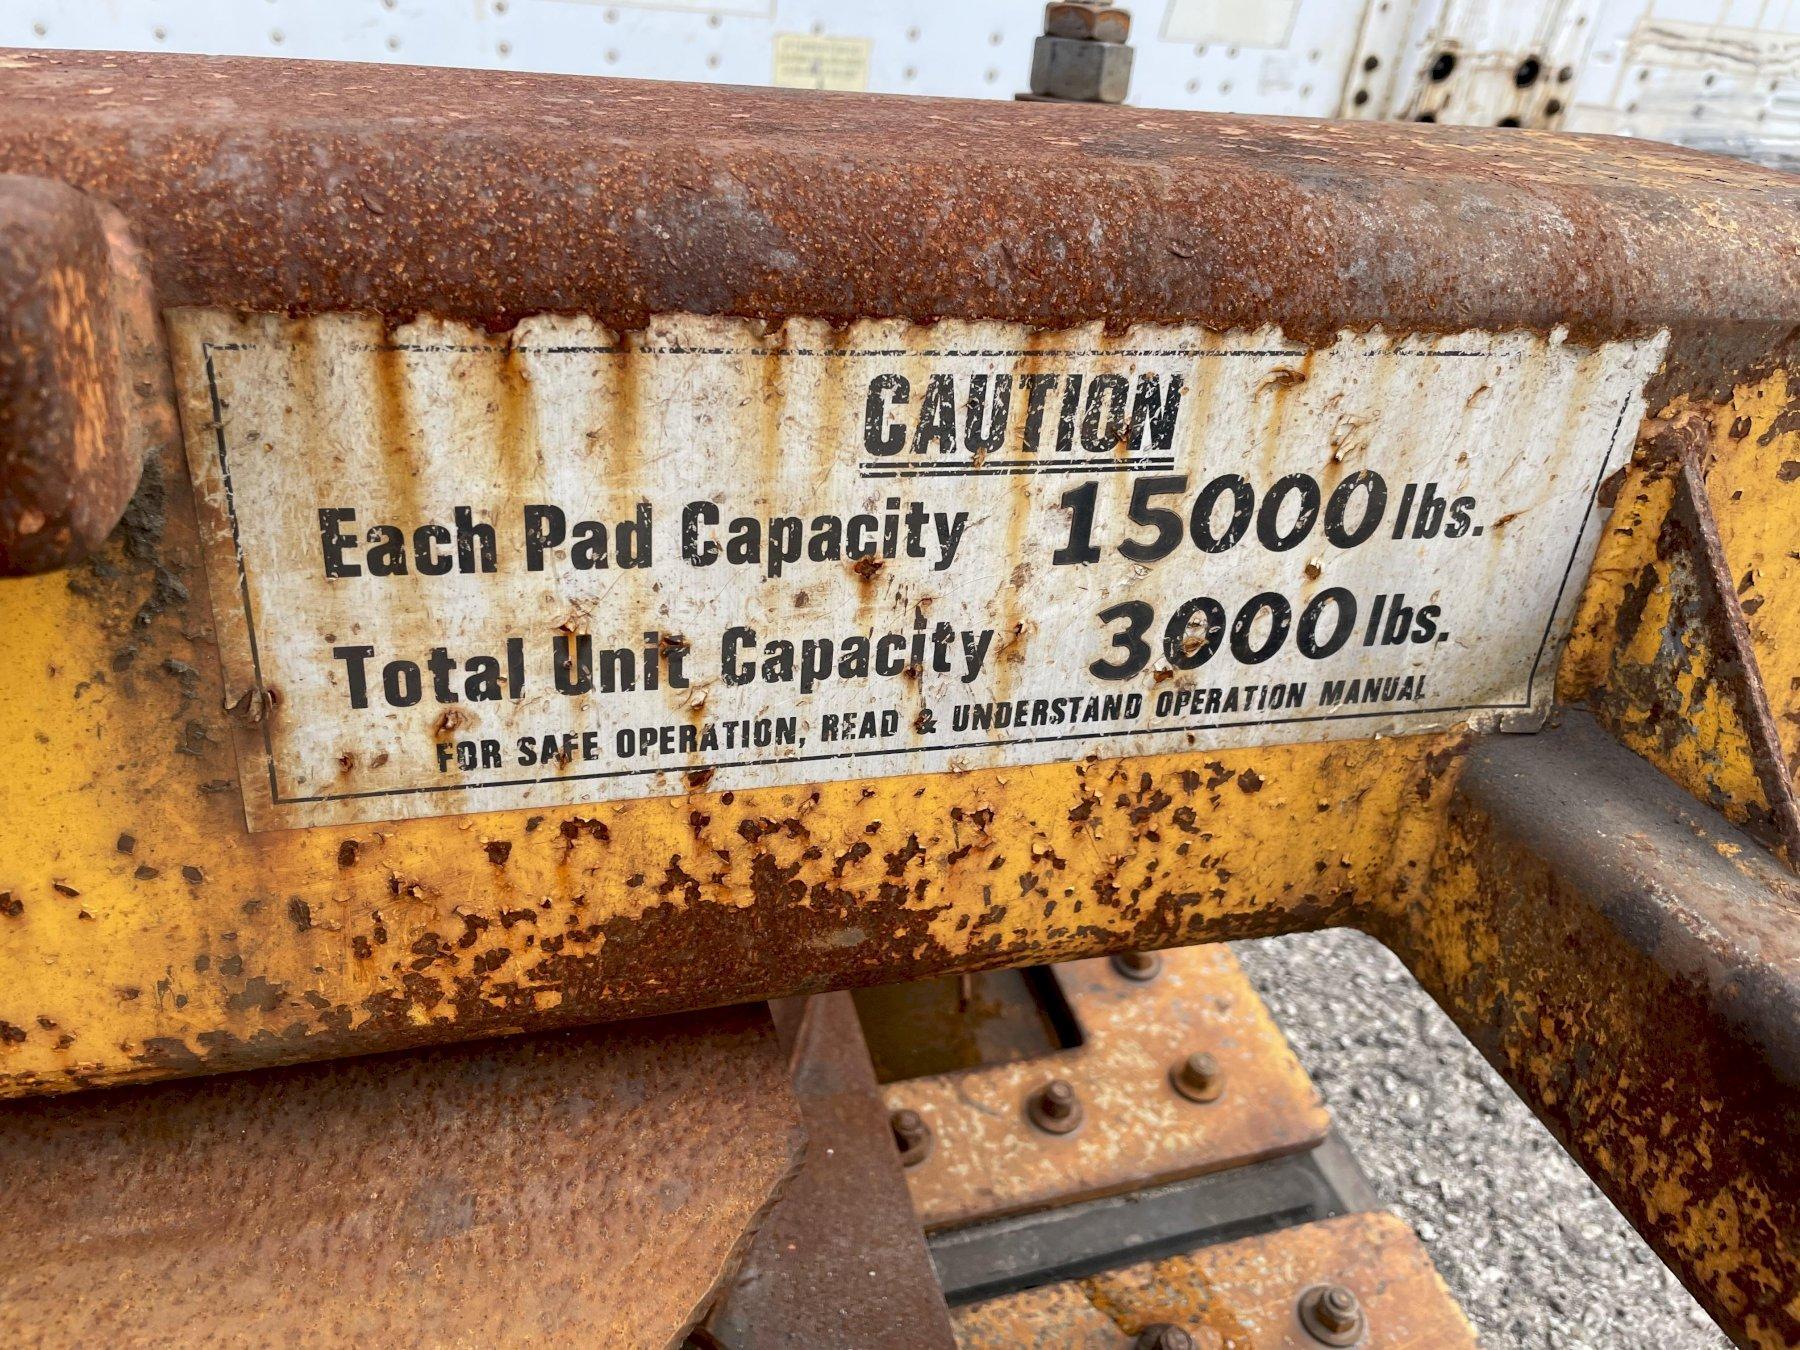 CAUTION
Each Pad Capacity 15000 lbs.
Total Unit Capacity 3000 lbs.
FOR SAFE OPERATION, READ & UNDERSTAND OPERATION MANUAL